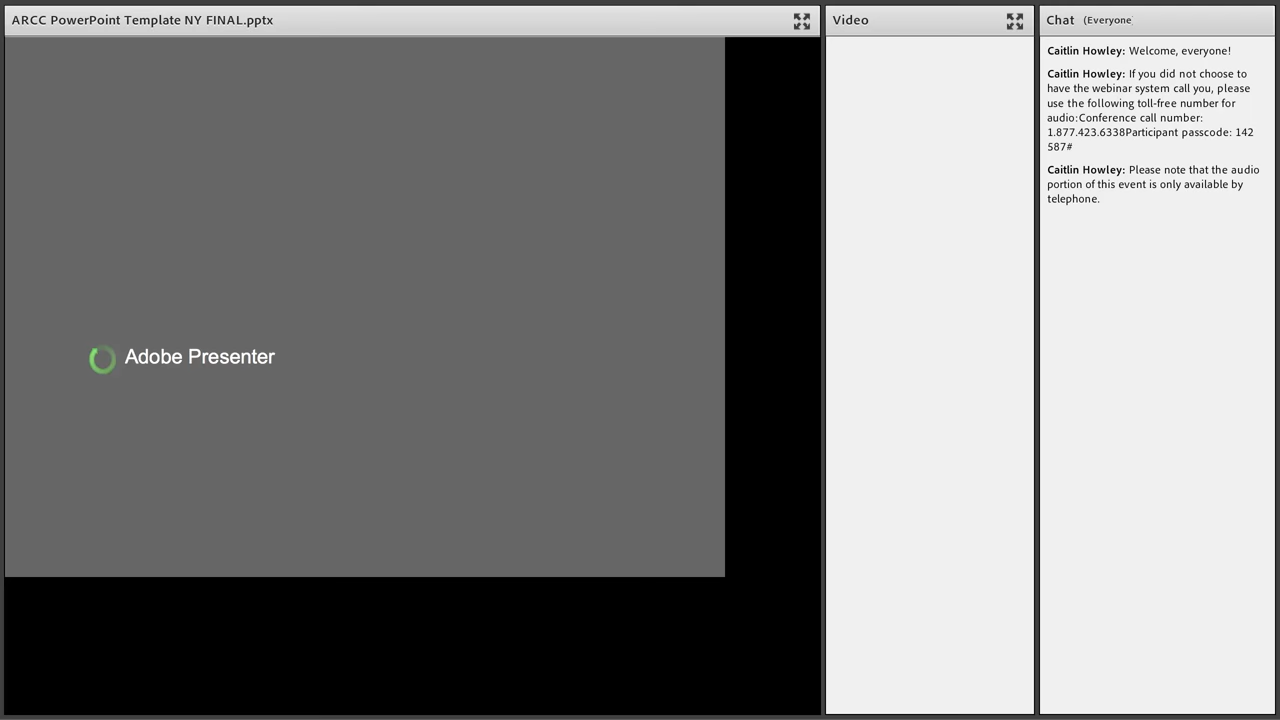 ARCC PowerPoint Template NY FINAL.pptx
Adobe Presenter
Video
Chat (Everyone
Caitlin Howley: Welcome, everyone!
Caitlin Howley: If you did not choose to
have the webinar system call you, please
use the following toll-free number for
audio:Conference call number:
1.877.423.6338Participant passcode: 142
587#
Caitlin Howley: Please note that the audio
portion of this event is only available by
telephone.